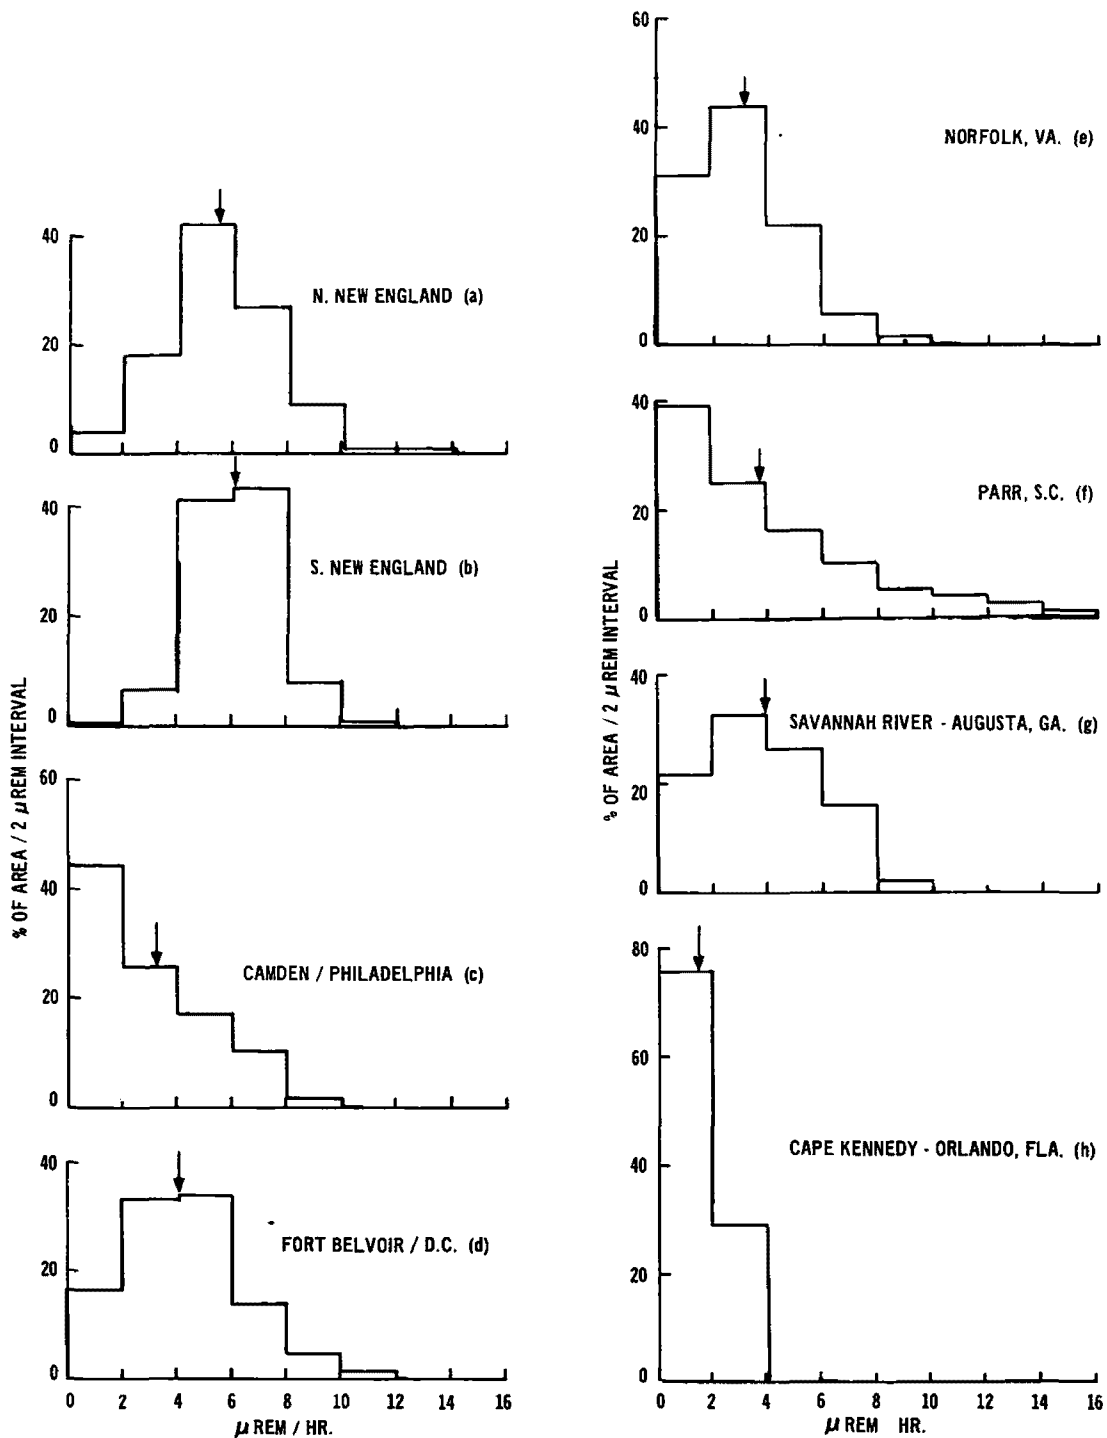 40
20
0
N. NEW ENGLAND (a)
40
20
0
S. NEW ENGLAND (b)
% OF AREA / 2 μ REM INTERVAL
60
40
20
0
CAMDEN / PHILADELPHIA (c)
40
20
0
FORT BELVOIR / D.C. (d)
0 2 4 6 8 10 12 14 16
μ REM / HR.
60
40
20
0
NORFOLK, VA. (e)
40
20
0
PARR, S.C. (f)
% OF AREA / 2 μ REM INTERVAL
40
20
0
SAVANNAH RIVER - AUGUSTA, GA. (g)
80
60
40
20
0
CAPE KENNEDY - ORLANDO, FLA. (h)
0 2 4 6 8 10 12 14 16
μ REM HR.